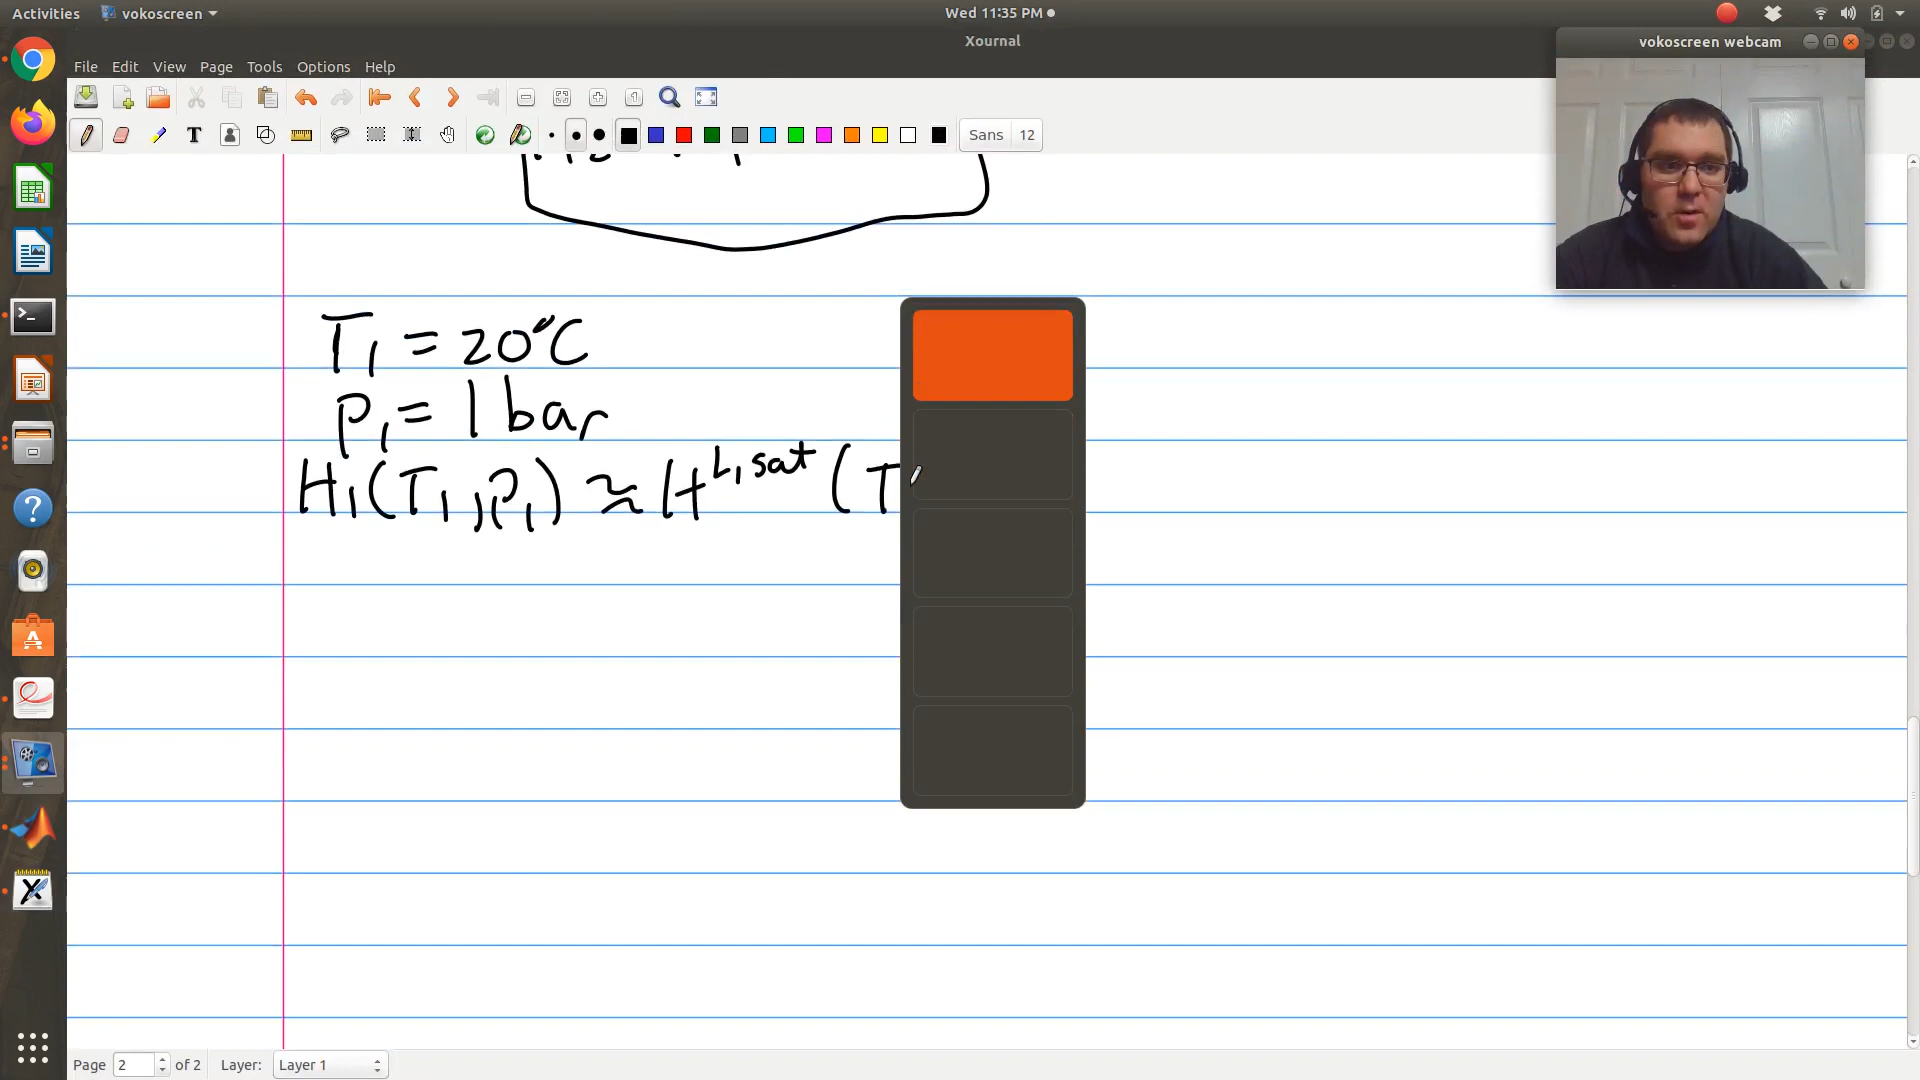 Activities vokoscreen Wed 11:35 PM
Xournal
vokoscreen webcam
File Edit View Page Tools Options Help
Sans 12
T₁ = 20°C
P₁ = 1 bar
H₁(T₁,P₁) ≈ H^L,sat (T
Page 2 of 2 Layer: Layer 1